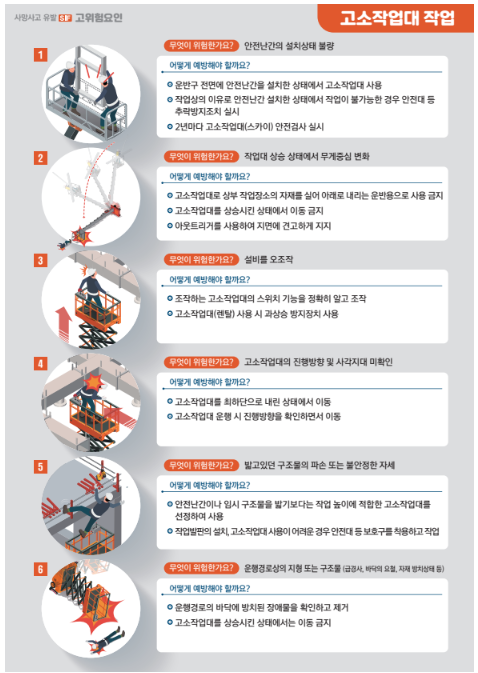 사망사고 유발 SIF 고위험요인
고소작업대 작업
1
무엇이 위험한가요? 안전난간의 설치상태 불량
어떻게 예방해야 할까요?
운반구 전면에 안전난간을 설치한 상태에서 고소작업대 사용
작업상의 이유로 안전난간 설치한 상태에서 작업이 불가능한 경우 안전대 등
추락방지조치 실시
2년마다 고소작업대(스카이) 안전검사 실시
2
무엇이 위험한가요? 작업대 상승 상태에서 무게중심 변화
어떻게 예방해야 할까요?
고소작업대로 상부 작업장소의 자재를 실어 아래로 내리는 운반용으로 사용 금지
고소작업대를 상승시킨 상태에서 이동 금지
아웃트리거를 사용하여 지면에 견고하게 지지
3
무엇이 위험한가요? 설비를 오조작
어떻게 예방해야 할까요?
조작하는 고소작업대의 스위치 기능을 정확히 알고 조작
고소작업대(렌탈) 사용 시 과상승 방지장치 사용
4
무엇이 위험한가요? 고소작업대의 진행방향 및 사각지대 미확인
어떻게 예방해야 할까요?
고소작업대를 최하단으로 내린 상태에서 이동
고소작업대 운행 시 진행방향을 확인하면서 이동
5
무엇이 위험한가요? 밟고있던 구조물의 파손 또는 불안정한 자세
어떻게 예방해야 할까요?
안전난간이나 임시 구조물을 밟기보다는 작업 높이에 적합한 고소작업대를
선정하여 사용
작업발판의 설치, 고소작업대 사용이 어려운 경우 안전대 등 보호구를 착용하고 작업
6
무엇이 위험한가요? 운행경로상의 지형 또는 구조물 (급경사, 바닥의 요철, 자재 방치상태 등)
어떻게 예방해야 할까요?
운행경로의 바닥에 방치된 장애물을 확인하고 제거
고소작업대를 상승시킨 상태에서는 이동 금지